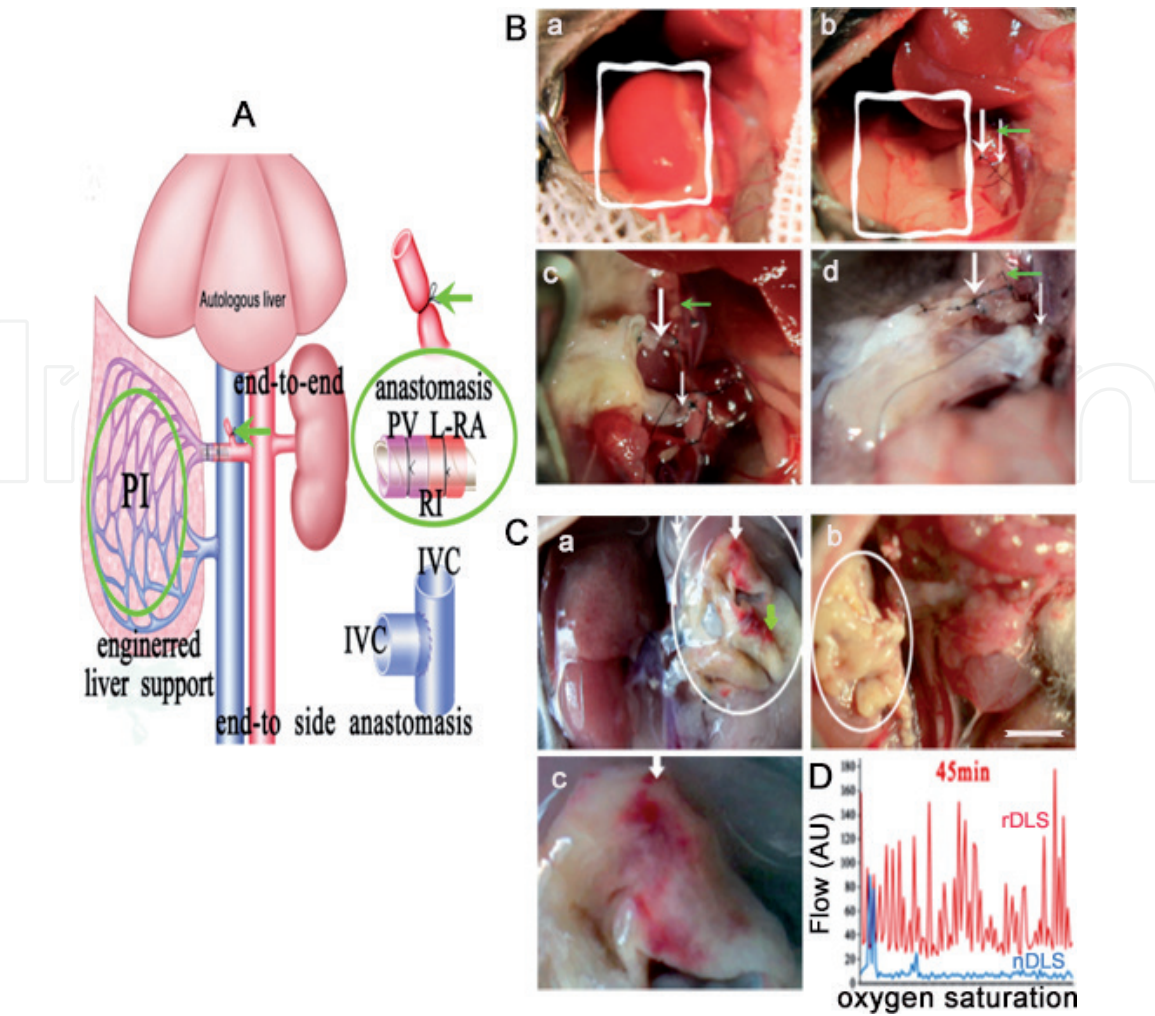 A
Autologous liver
end-to-end
anastomasis
PV L-RA
RI
PI
IVC
IVC
enginerred
liver support
end-to side anastomasis
B
a
b
c
d
C
a
b
c
D
45min
rDLS
nDLS
Flow (AU)
180
160
140
120
100
80
60
40
20
0
oxygen saturation